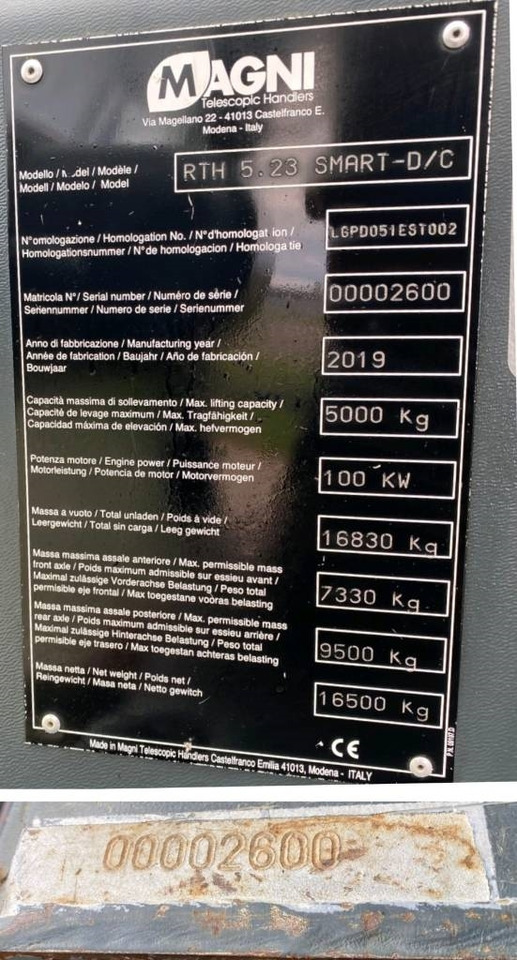 MAGNI
Telescopic Handlers
Via Magellano 22 - 41013 Castelfranco E.
Modena - Italy
Modello / Model / Modèle /
Modell / Modelo / Model
RTH 5.23 SMART-D/C
N°omologazione / Homologation No. / N°d'homologat ion /
Homologationsnummer / N°de homologacion / Homologa tie
LGPD051EST002
Matricola N°/ Serial number / Numéro de série /
Seriennummer / Numero de serie / Serienummer
00002600
Anno di fabbricazione / Manufacturing year /
Année de fabrication / Baujahr / Año de fabricación /
Bouwjaar
2019
Capacità massima di sollevamento / Max. lifting capacity /
Capacité de levage maximum / Max. Tragfähigkeit /
Capacidad máxima de elevación / Max. hefvermogen
5000 Kg
Potenza motore / Engine power / Puissance moteur /
Motorleistung / Potencia de motor / Motorvermogen
100 KW
Massa a vuoto / Total unladen / Poids à vide /
Leergewicht / Total sin carga / Leeg gewicht
16830 Kg
Massa massima assale anteriore / Max. permissible mass
front axle / Poids maximum admissible sur essieu avant /
Maximal zulässige Vorderachse Belastung / Peso total
permisible eje frontal / Max toegestane vooras belasting
7330 Kg
Massa massima assale posteriore / Max. permissible mass
rear axle / Poids maximum admissible sur essieu arrière /
Maximal zulässige Hinterachse Belastung / Peso total
permisible eje trasero / Max toegestan achteras belasting
9500 Kg
Massa netta / Net weight / Poids net /
Reingewicht / Masa neta / Netto gewitch
16500 Kg
CE
Made in Magni Telescopic Handlers Castelfranco Emilia 41013, Modena - ITALY
00002600